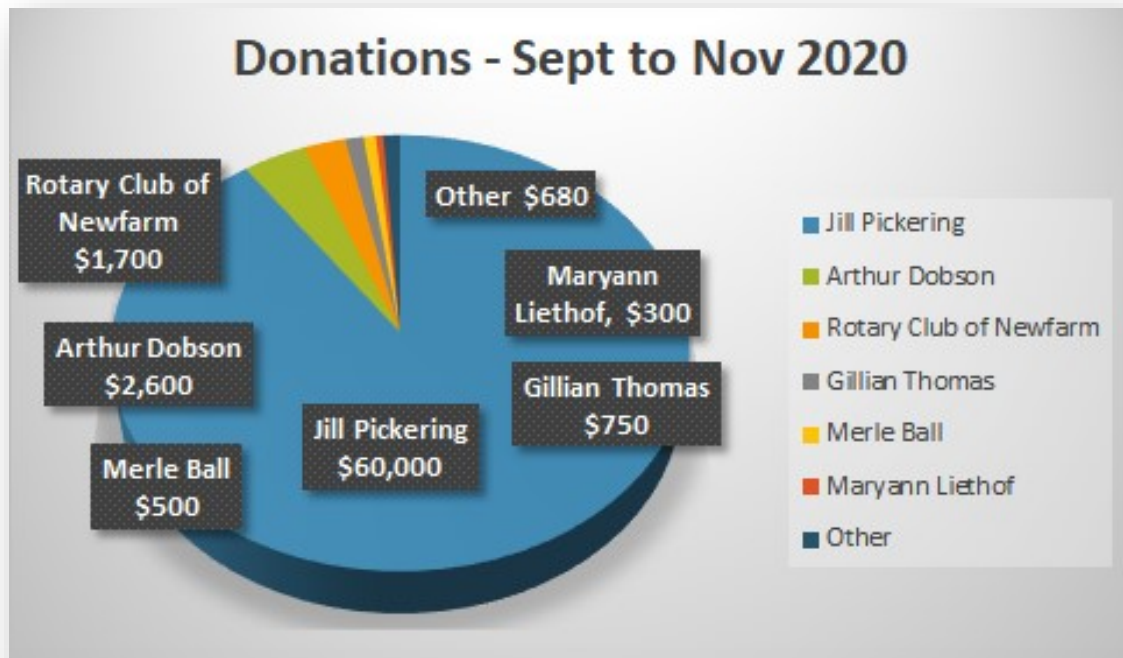 Donations - Sept to Nov 2020
Rotary Club of
Newfarm
$1,700
Other $680
Maryann
Liethof, $300
Arthur Dobson
$2,600
Gillian Thomas
$750
Jill Pickering
$60,000
Merle Ball
$500
Jill Pickering
Arthur Dobson
Rotary Club of Newfarm
Gillian Thomas
Merle Ball
Maryann Liethof
Other